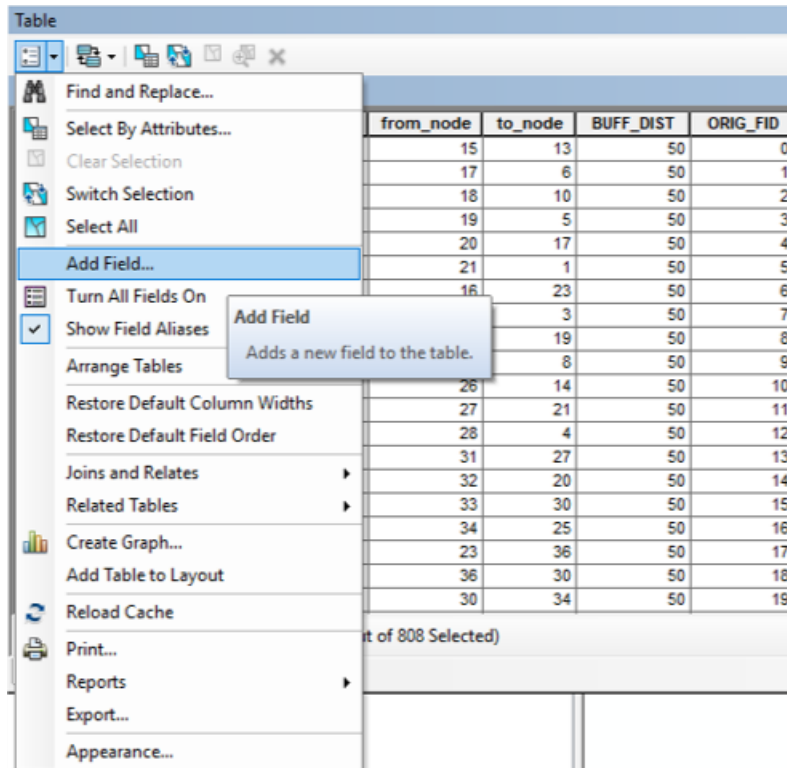 Table
Find and Replace...
Select By Attributes...
Clear Selection
Switch Selection
Select All
Add Field...
Turn All Fields On
Show Field Aliases
Arrange Tables
Restore Default Column Widths
Restore Default Field Order
Joins and Relates
Related Tables
Create Graph...
Add Table to Layout
Reload Cache
Print...
Reports
Export...
Appearance...
Add Field
Adds a new field to the table.
from_node to_node BUFF_DIST ORIG_FID
15 13 50 0
17 6 50 1
18 10 50 2
19 5 50 3
20 17 50 4
21 1 50 5
16 23 50 6
3 50 7
19 50 8
8 50 9
26 14 50 10
27 21 50 11
28 4 50 12
31 27 50 13
32 20 50 14
33 30 50 15
34 25 50 16
23 36 50 17
36 30 50 18
30 34 50 19
t of 808 Selected)